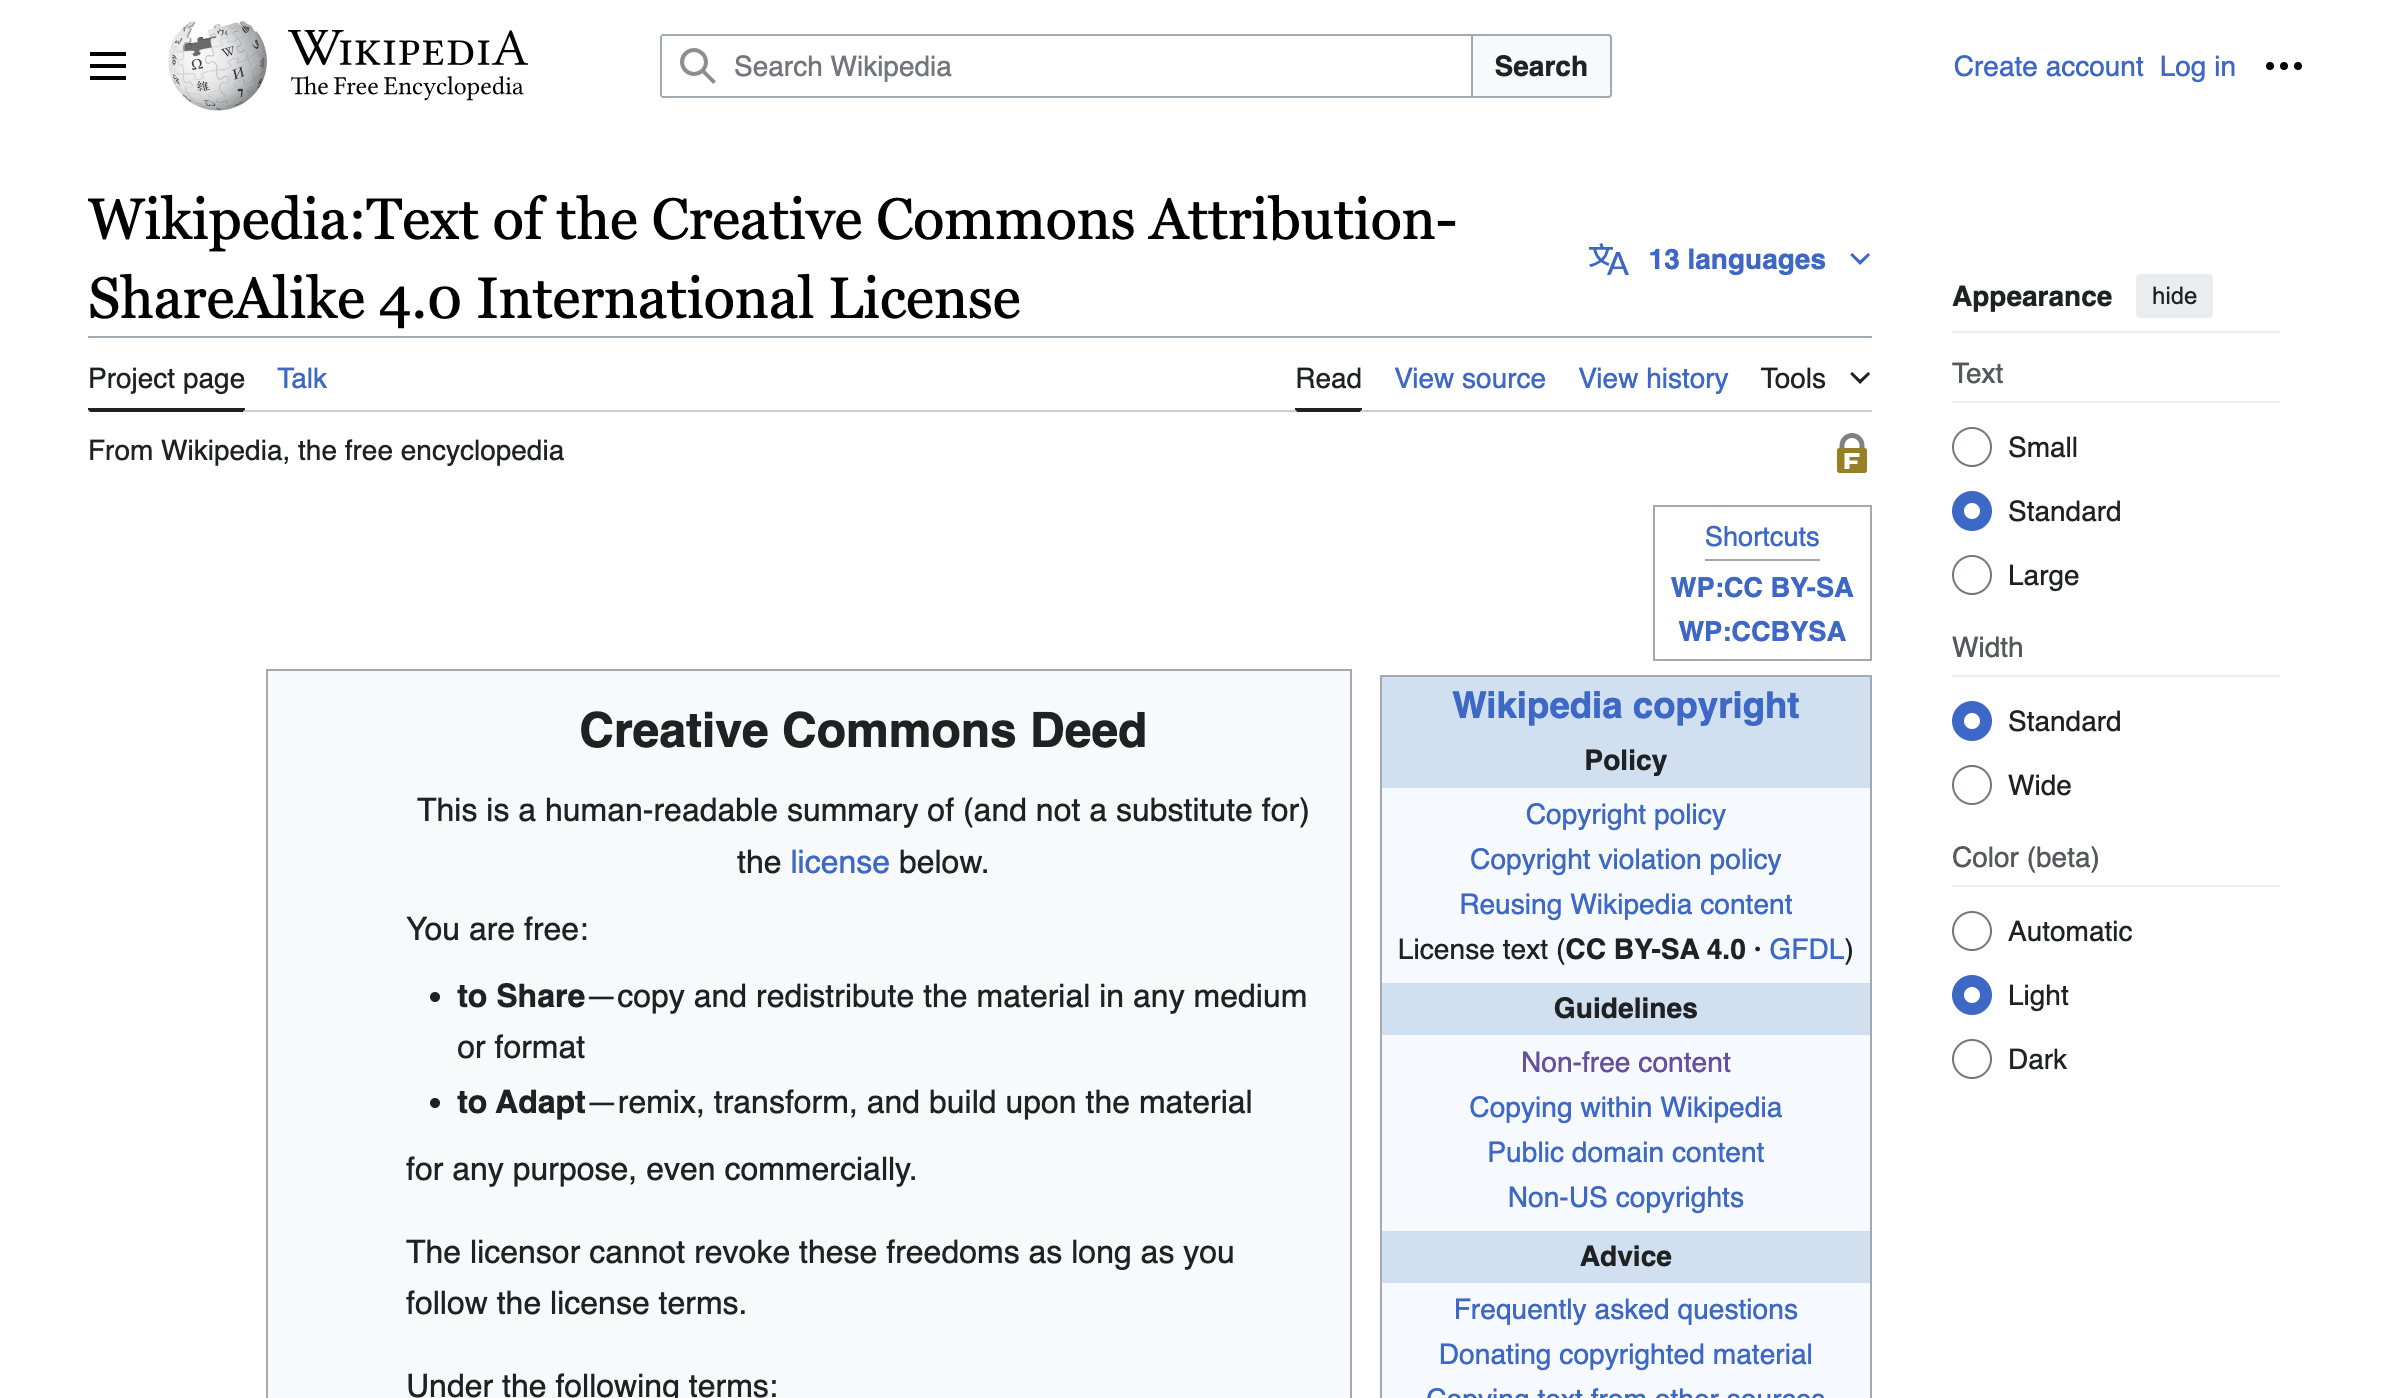 WIKIPEDIA
The Free Encyclopedia
Search Wikipedia
Search
Create account
Log in
Wikipedia:Text of the Creative Commons Attribution-
ShareAlike 4.0 International License
13 languages
Project page
Talk
Read
View source
View history
Tools
From Wikipedia, the free encyclopedia
F
Shortcuts
WP:CC BY-SA
WP:CCBYSA
Creative Commons Deed
This is a human-readable summary of (and not a substitute for)
the license below.
You are free:
• to Share—copy and redistribute the material in any medium
or format
• to Adapt—remix, transform, and build upon the material
for any purpose, even commercially.
The licensor cannot revoke these freedoms as long as you
follow the license terms.
Under the following terms:
Wikipedia copyright
Policy
Copyright policy
Copyright violation policy
Reusing Wikipedia content
License text (CC BY-SA 4.0 · GFDL)
Guidelines
Non-free content
Copying within Wikipedia
Public domain content
Non-US copyrights
Advice
Frequently asked questions
Donating copyrighted material
Copying text from other sources
Appearance
hide
Text
Small
Standard
Large
Width
Standard
Wide
Color (beta)
Automatic
Light
Dark